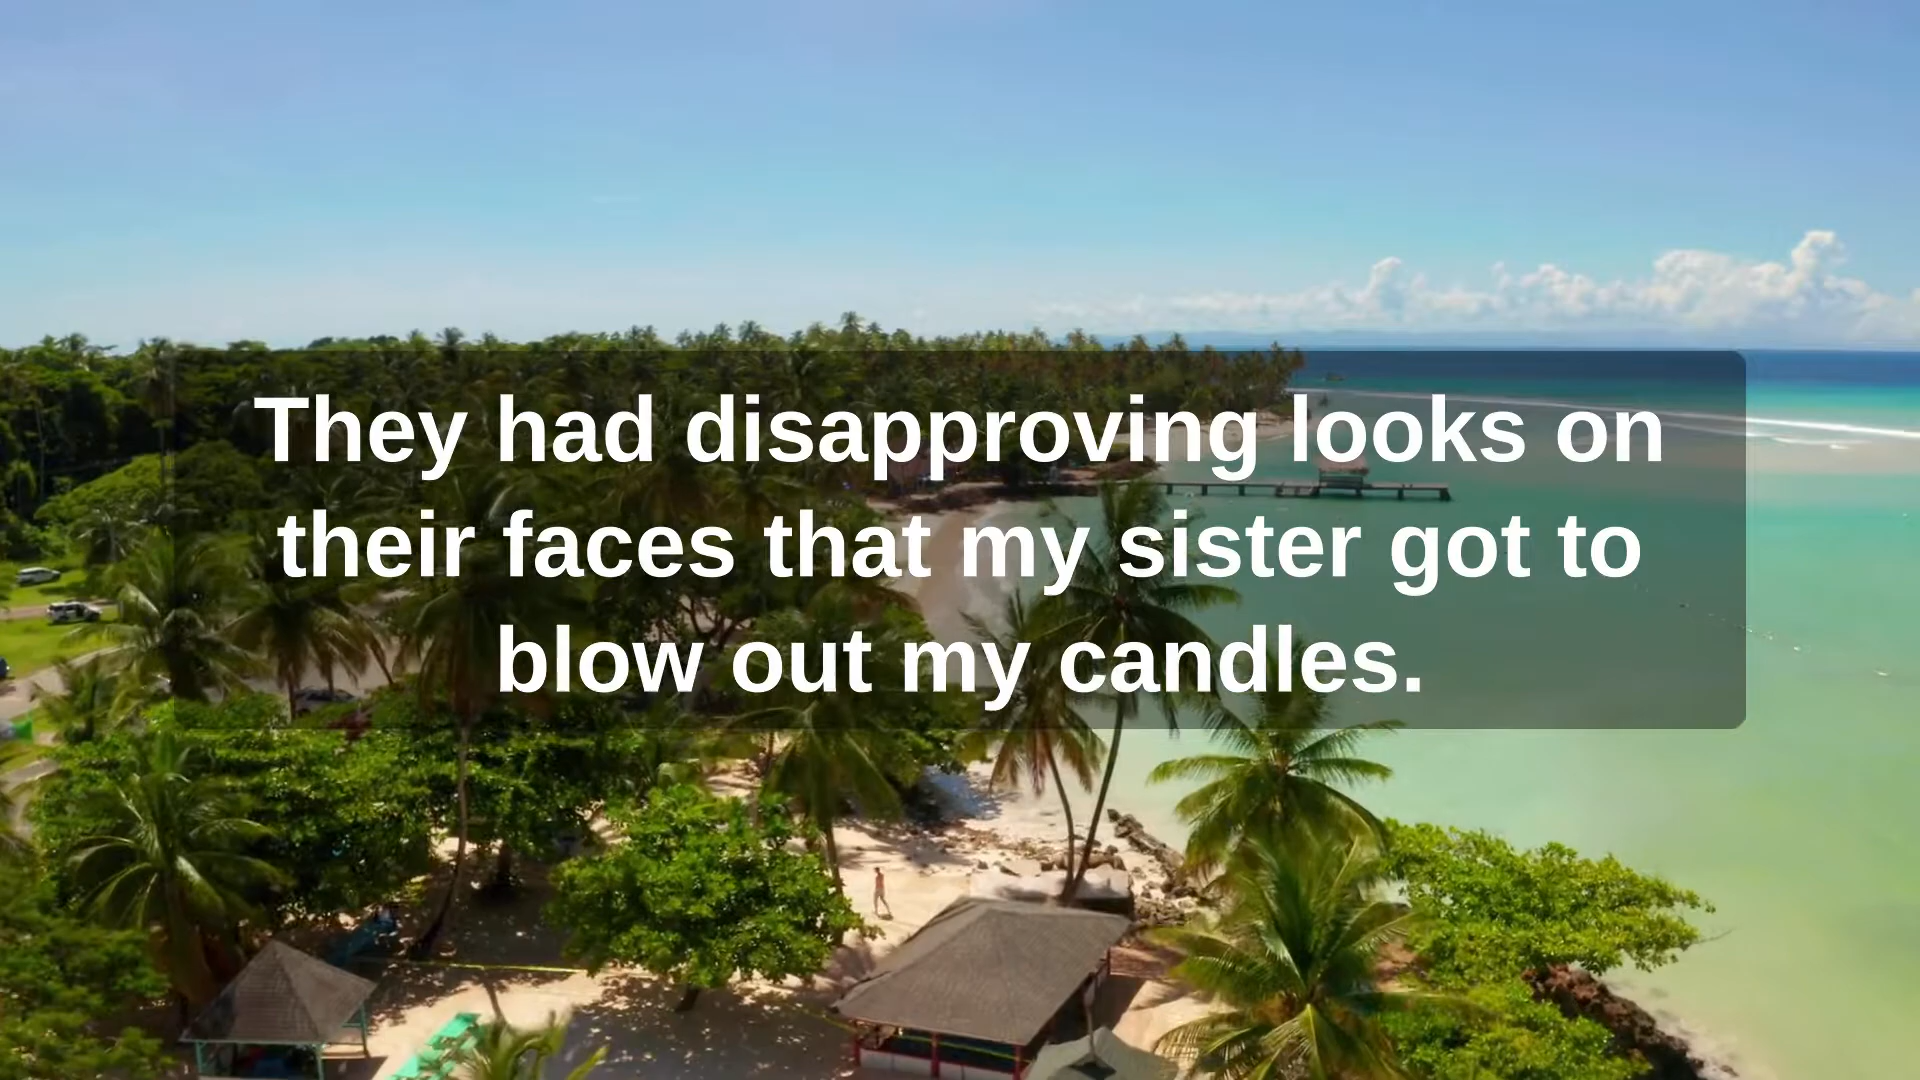 They had disapproving looks on
their faces that my sister got to
blow out my candles.